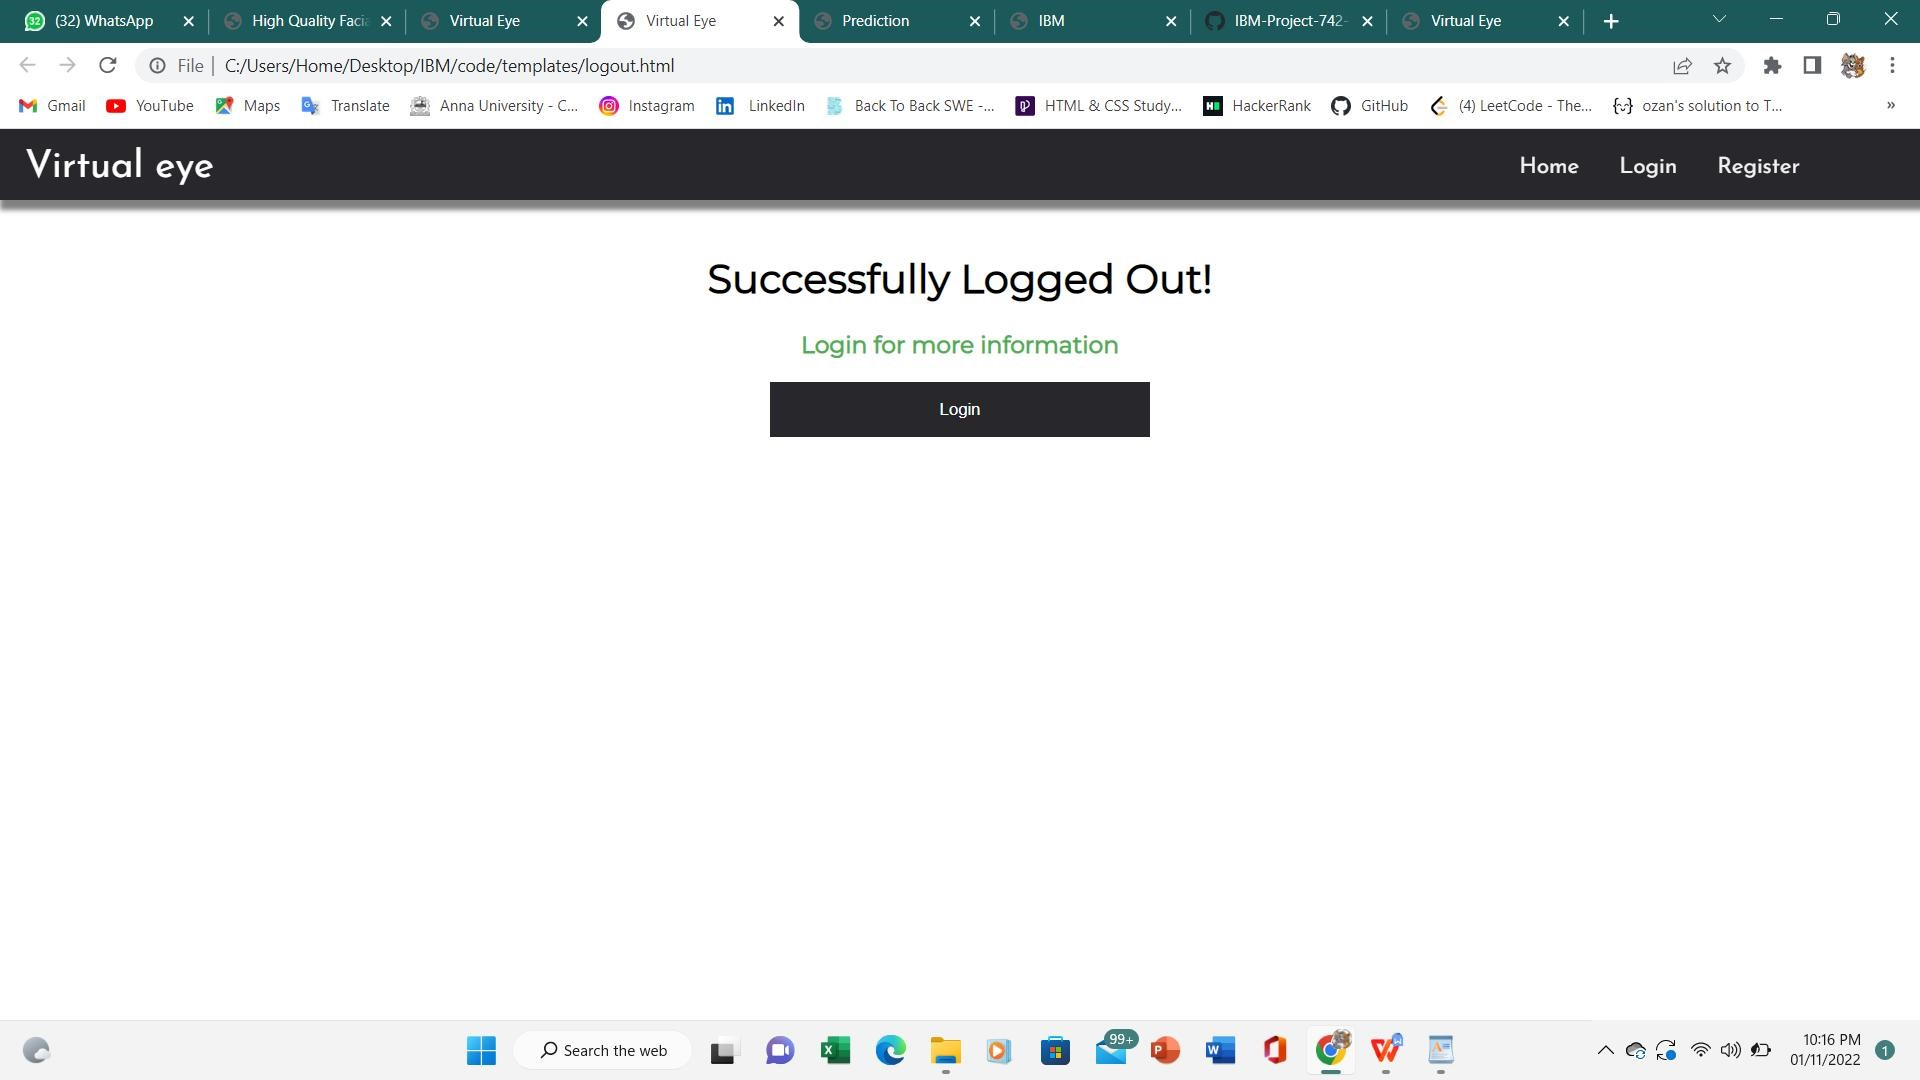 (32) WhatsApp
High Quality Facia
Virtual Eye
Virtual Eye
Prediction
IBM
IBM-Project-742-
Virtual Eye
File
C:/Users/Home/Desktop/IBM/code/templates/logout.html
Gmail
YouTube
Maps
Translate
Anna University - C...
Instagram
LinkedIn
Back To Back SWE -...
HTML & CSS Study...
HackerRank
GitHub
(4) LeetCode - The...
ozan's solution to T...
»
Virtual eye
Home
Login
Register
Successfully Logged Out!
Login for more information
Login
Search the web
99+
10:16 PM
01/11/2022
1